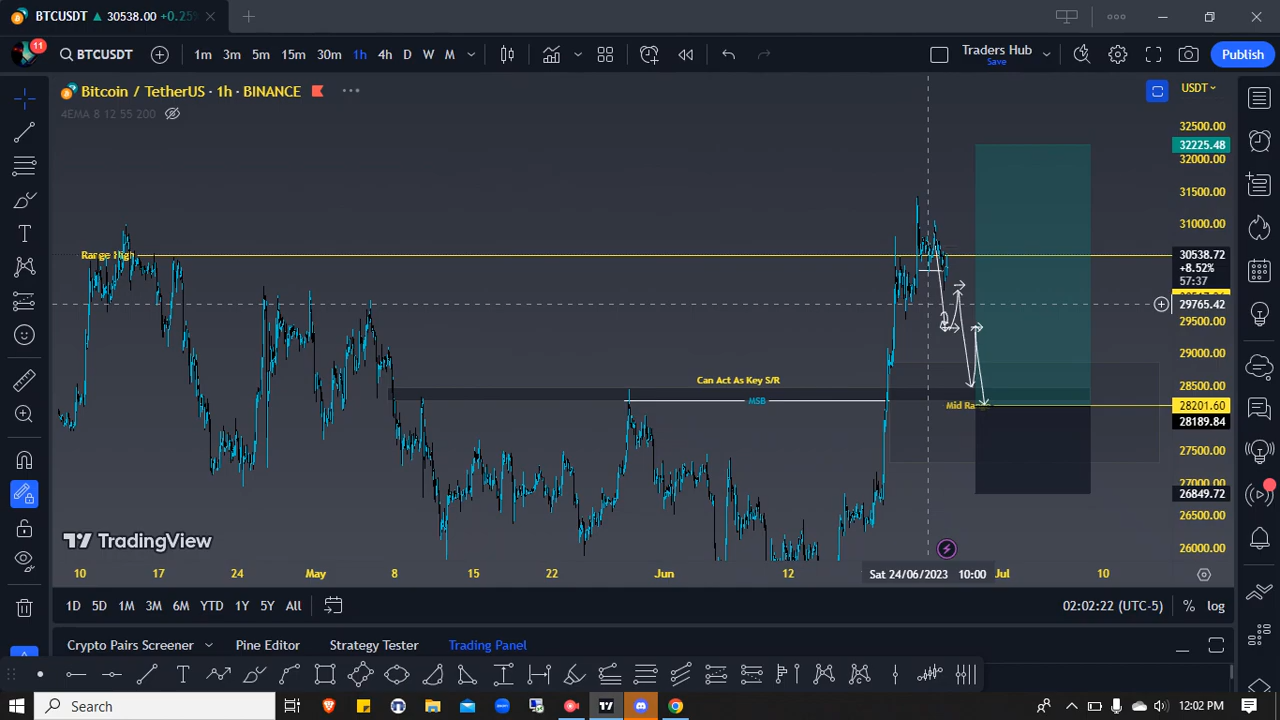 BTCUSDT ▲ 30538.00 +0.25%
11
BTCUSDT 1m 3m 5m 15m 30m 1h 4h D W M Traders Hub Save Publish
Bitcoin / TetherUS · 1h · BINANCE
4EMA 8 12 55 200
USDT
32500.00
32225.48
32000.00
31500.00
31000.00
Range High
30538.72
+8.52%
57:37
29765.42
29500.00
29000.00
28500.00
Can Act As Key S/R
MSB
Mid Ra
28201.60
28189.84
27500.00
27000.00
26849.72
26500.00
26000.00
TradingView
10 17 24 May 8 15 22 Jun 12 Sat 24/06/2023 10:00 Jul 10
1D 5D 1M 3M 6M YTD 1Y 5Y All 02:02:22 (UTC-5) % log
Crypto Pairs Screener Pine Editor Strategy Tester Trading Panel
Search 12:02 PM